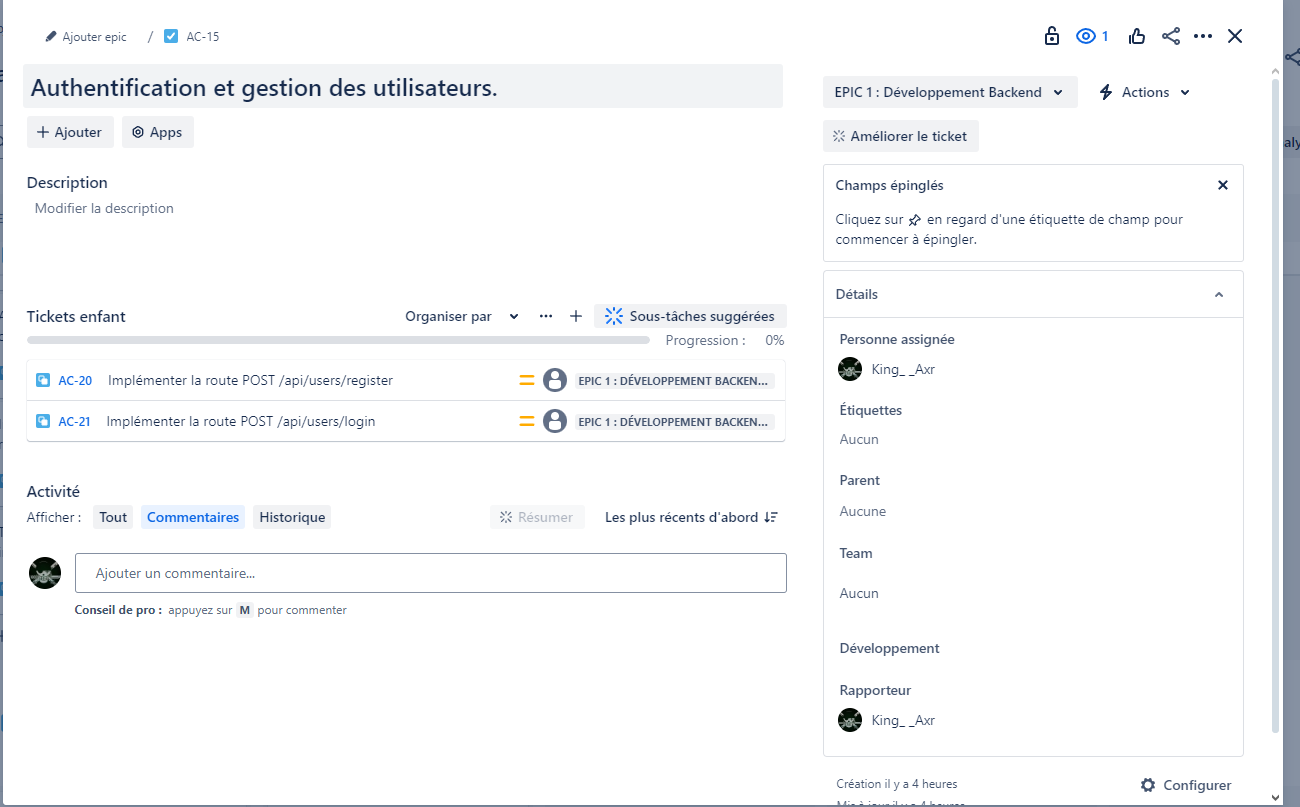 Ajouter epic / AC-15
1
Authentification et gestion des utilisateurs.
Ajouter Apps
Description
Modifier la description
Tickets enfant Organiser par Sous-tâches suggérées
Progression : 0%
AC-20 Implémenter la route POST /api/users/register EPIC 1 : DÉVELOPPEMENT BACKEN...
AC-21 Implémenter la route POST /api/users/login EPIC 1 : DÉVELOPPEMENT BACKEN...
Activité
Afficher : Tout Commentaires Historique Résumer Les plus récents d'abord
Ajouter un commentaire...
Conseil de pro : appuyez sur M pour commenter
EPIC 1 : Développement Backend Actions
Améliorer le ticket
Champs épinglés
Cliquez sur en regard d'une étiquette de champ pour
commencer à épingler.
Détails
Personne assignée
King_ _Axr
Étiquettes
Aucun
Parent
Aucune
Team
Aucun
Développement
Rapporteur
King_ _Axr
Création il y a 4 heures
Configurer
Mis à jour il y a 4 heures